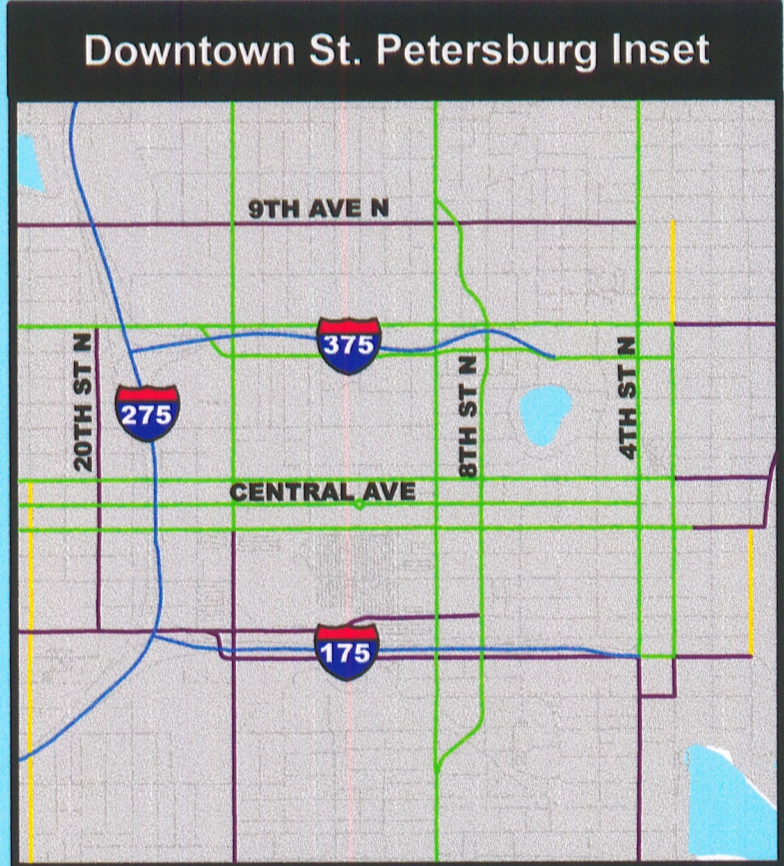 Downtown St. Petersburg Inset
9TH AVE N
375
20TH ST N
275
8TH ST N
4TH ST N
CENTRAL AVE
175